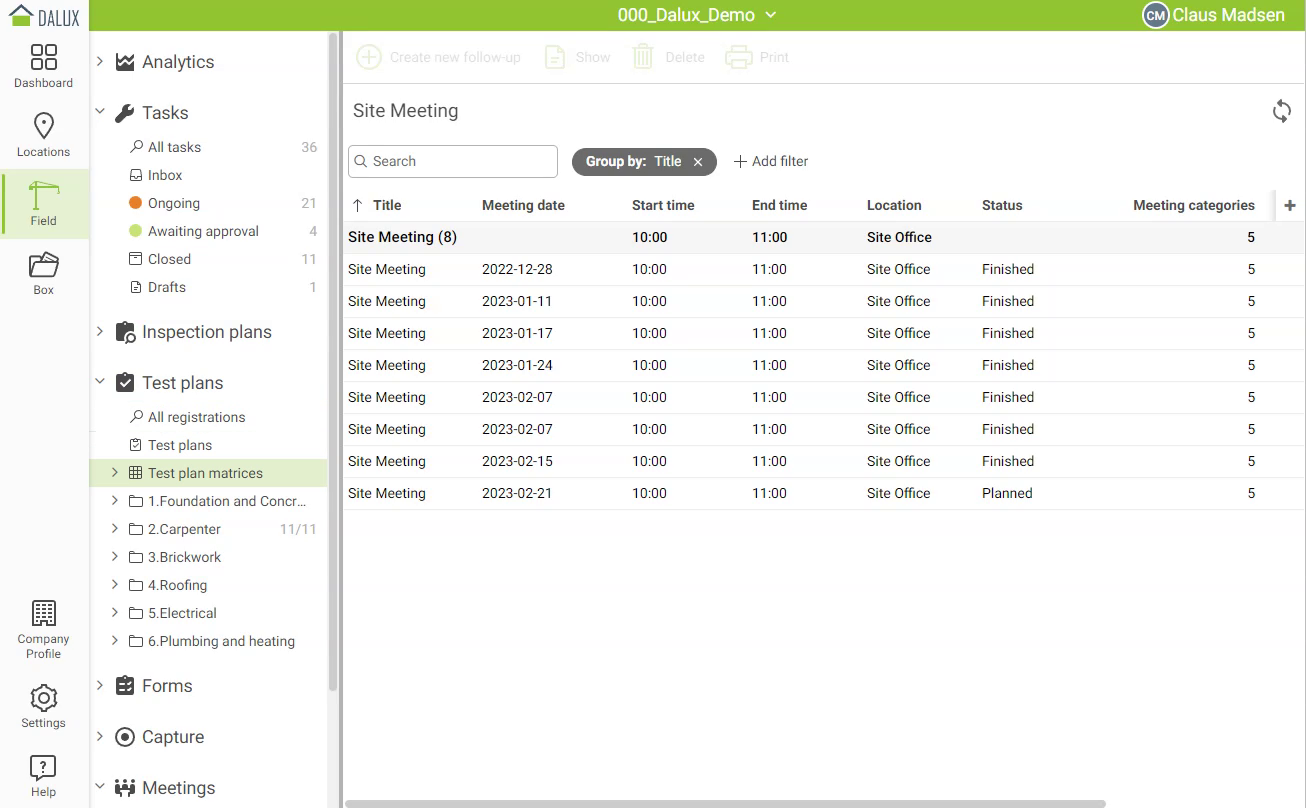 DALUX
000_Dalux_Demo
CM Claus Madsen
Dashboard
Locations
Field
Box
Company
Profile
Settings
Help
Analytics
Tasks
All tasks 36
Inbox
Ongoing 21
Awaiting approval 4
Closed 11
Drafts 1
Inspection plans
Test plans
All registrations
Test plans
Test plan matrices
1.Foundation and Concr...
2.Carpenter 11/11
3.Brickwork
4.Roofing
5.Electrical
6.Plumbing and heating
Forms
Capture
Meetings
Create new follow-up Show Delete Print
Site Meeting
Search Group by: Title Add filter
Title Meeting date Start time End time Location Status Meeting categories
Site Meeting (8) 10:00 11:00 Site Office 5
Site Meeting 2022-12-28 10:00 11:00 Site Office Finished 5
Site Meeting 2023-01-11 10:00 11:00 Site Office Finished 5
Site Meeting 2023-01-17 10:00 11:00 Site Office Finished 5
Site Meeting 2023-01-24 10:00 11:00 Site Office Finished 5
Site Meeting 2023-02-07 10:00 11:00 Site Office Finished 5
Site Meeting 2023-02-07 10:00 11:00 Site Office Finished 5
Site Meeting 2023-02-15 10:00 11:00 Site Office Finished 5
Site Meeting 2023-02-21 10:00 11:00 Site Office Planned 5